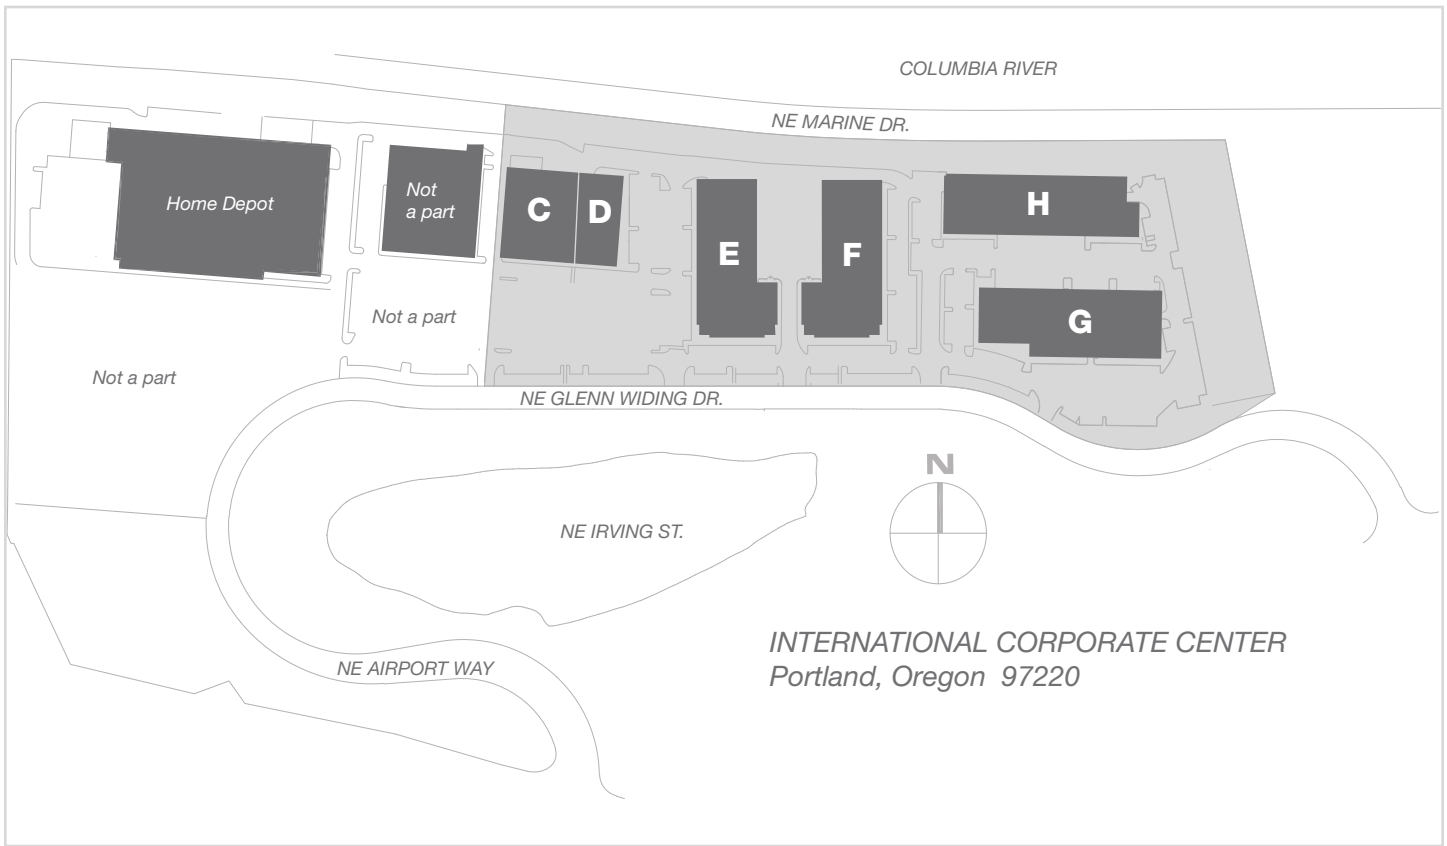 COLUMBIA RIVER
NE MARINE DR.
Home Depot
Not
a part
C
D
E
F
H
G
Not a part
Not a part
NE GLENN WIDING DR.
N
NE IRVING ST.
NE AIRPORT WAY
INTERNATIONAL CORPORATE CENTER
Portland, Oregon 97220